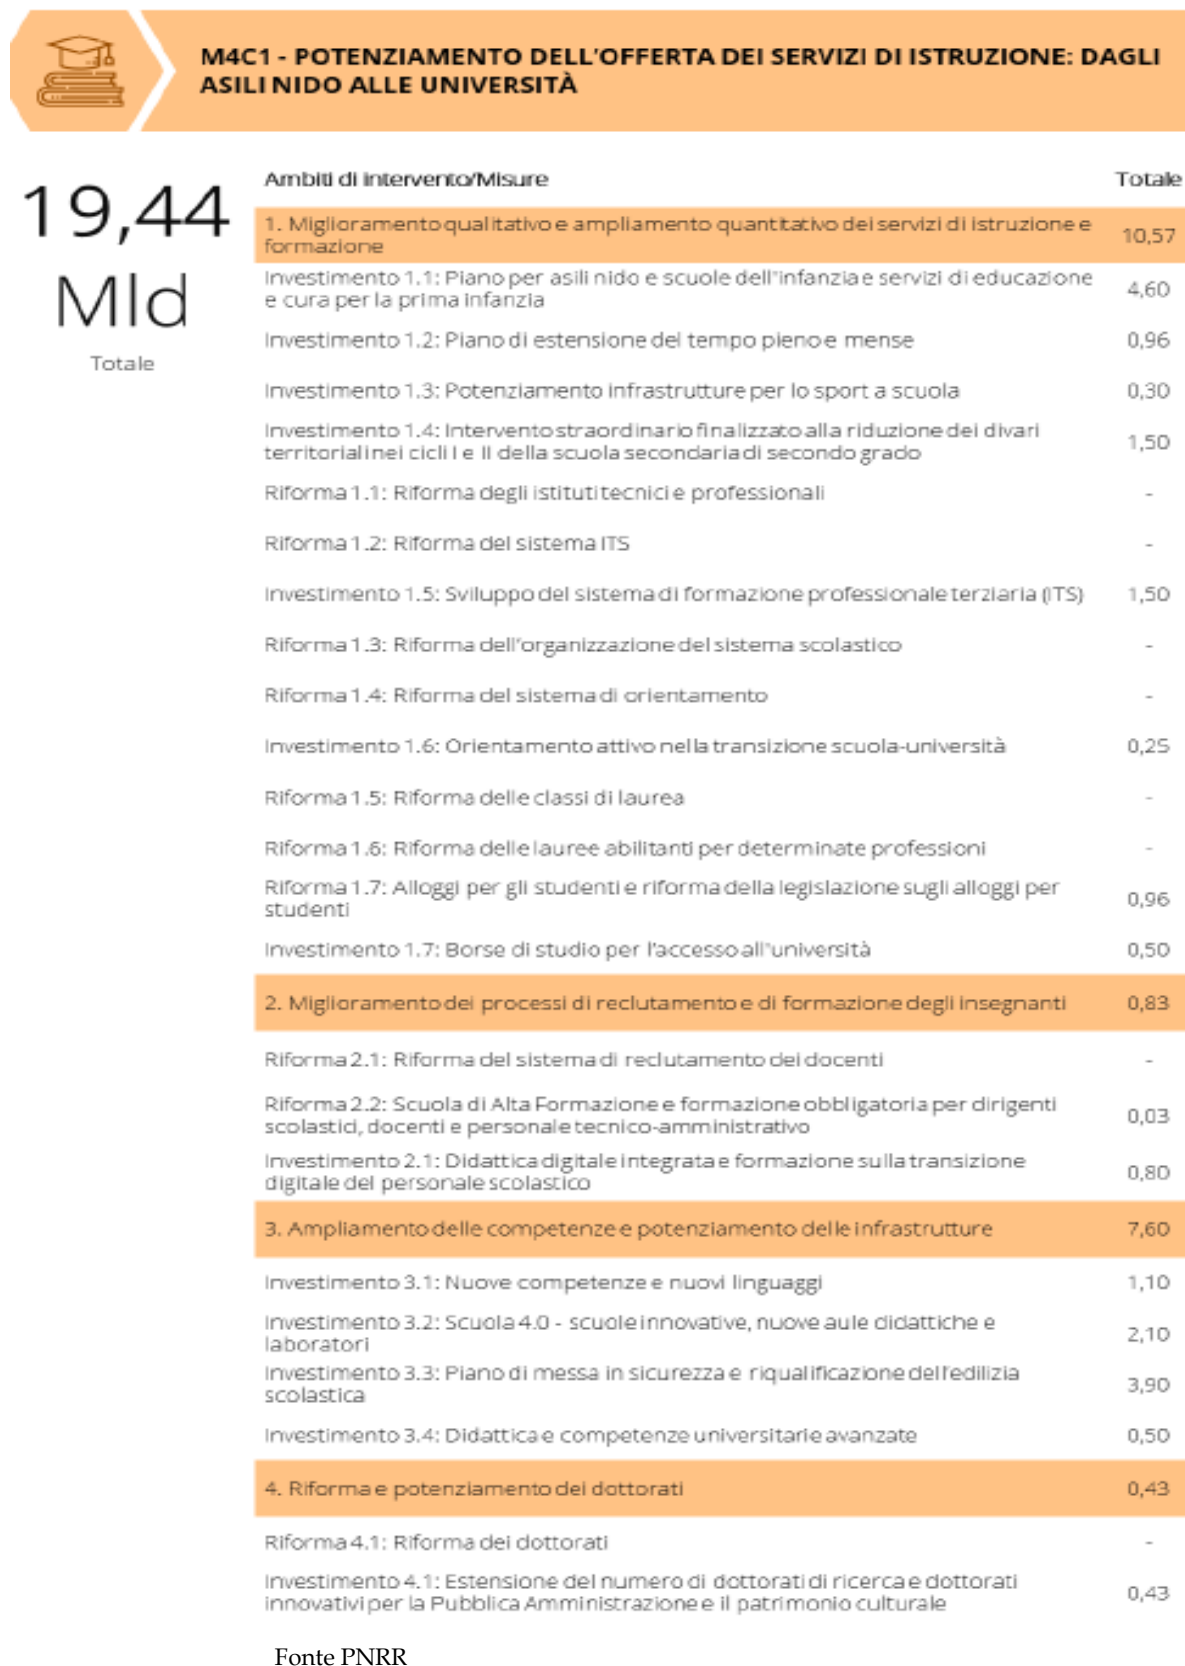 M4C1 - POTENZIAMENTO DELL'OFFERTA DEI SERVIZI DI ISTRUZIONE: DAGLI
ASILI NIDO ALLE UNIVERSITÀ
19,44
Mld
Totale
Ambiti di intervento/Misure Totale
1. Miglioramento qualitativo e ampliamento quantitativo dei servizi di istruzione e
formazione 10,57
Investimento 1.1: Piano per asili nido e scuole dell'infanzia e servizi di educazione
e cura per la prima infanzia 4,60
Investimento 1.2: Piano di estensione del tempo pieno e mense 0,96
Investimento 1.3: Potenziamento infrastrutture per lo sport a scuola 0,30
Investimento 1.4: Intervento straordinario finalizzato alla riduzione dei divari
territoriali nei cicli I e II della scuola secondaria di secondo grado 1,50
Riforma 1.1: Riforma degli istituti tecnici e professionali -
Riforma 1.2: Riforma del sistema ITS -
Investimento 1.5: Sviluppo del sistema di formazione professionale terziaria (ITS) 1,50
Riforma 1.3: Riforma dell'organizzazione del sistema scolastico -
Riforma 1.4: Riforma del sistema di orientamento -
Investimento 1.6: Orientamento attivo nella transizione scuola-università 0,25
Riforma 1.5: Riforma delle classi di laurea -
Riforma 1.6: Riforma delle lauree abilitanti per determinate professioni -
Riforma 1.7: Alloggi per gli studenti e riforma della legislazione sugli alloggi per
studenti 0,96
Investimento 1.7: Borse di studio per l'accesso all'università 0,50
2. Miglioramento dei processi di reclutamento e di formazione degli insegnanti 0,83
Riforma 2.1: Riforma del sistema di reclutamento dei docenti -
Riforma 2.2: Scuola di Alta Formazione e formazione obbligatoria per dirigenti
scolastici, docenti e personale tecnico-amministrativo 0,03
Investimento 2.1: Didattica digitale integrata e formazione sulla transizione
digitale del personale scolastico 0,80
3. Ampliamento delle competenze e potenziamento delle infrastrutture 7,60
Investimento 3.1: Nuove competenze e nuovi linguaggi 1,10
Investimento 3.2: Scuola 4.0 - scuole innovative, nuove aule didattiche e
laboratori 2,10
Investimento 3.3: Piano di messa in sicurezza e riqualificazione dell'edilizia
scolastica 3,90
Investimento 3.4: Didattica e competenze universitarie avanzate 0,50
4. Riforma e potenziamento dei dottorati 0,43
Riforma 4.1: Riforma dei dottorati -
Investimento 4.1: Estensione del numero di dottorati di ricerca e dottorati
innovativi per la Pubblica Amministrazione e il patrimonio culturale 0,43
Fonte PNRR